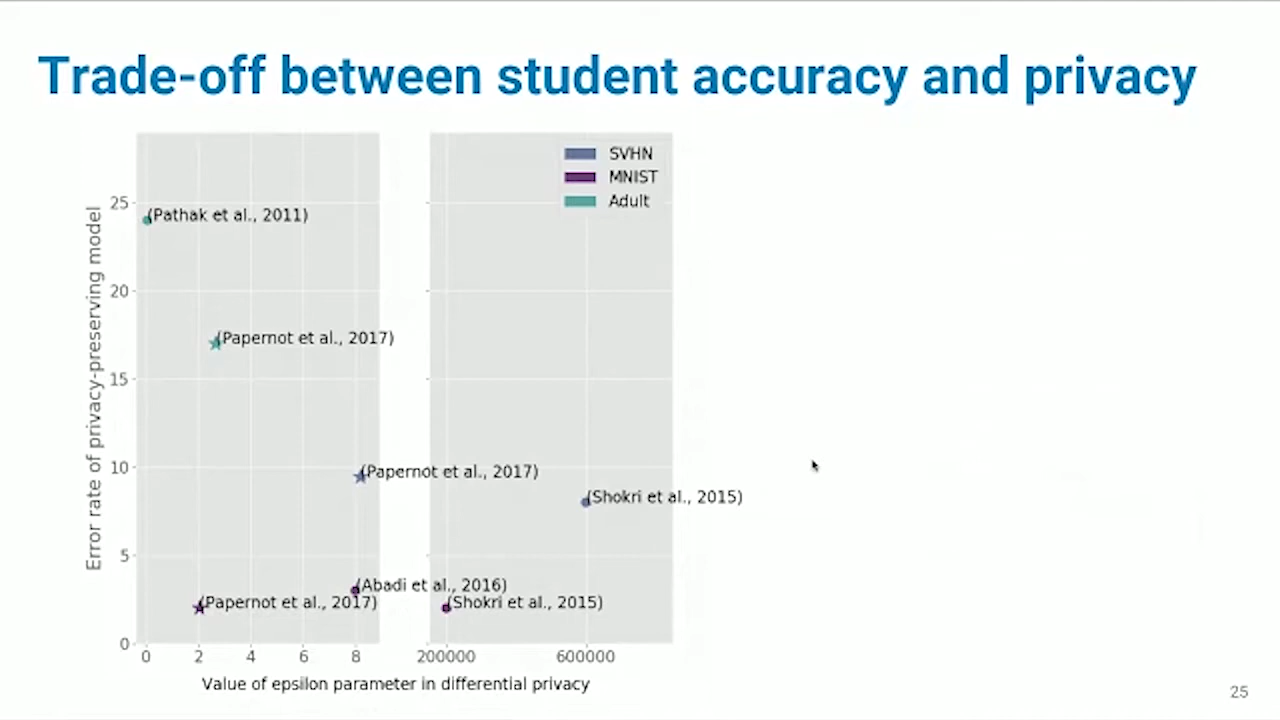 Trade-off between student accuracy and privacy
SVHN
MNIST
Adult
Error rate of privacy-preserving model
25
20
15
10
5
0
(Pathak et al., 2011)
(Papernot et al., 2017)
(Papernot et al., 2017)
(Shokri et al., 2015)
(Abadi et al., 2016)
(Papernot et al., 2017)
(Shokri et al., 2015)
0 2 4 6 8 200000 600000
Value of epsilon parameter in differential privacy
25